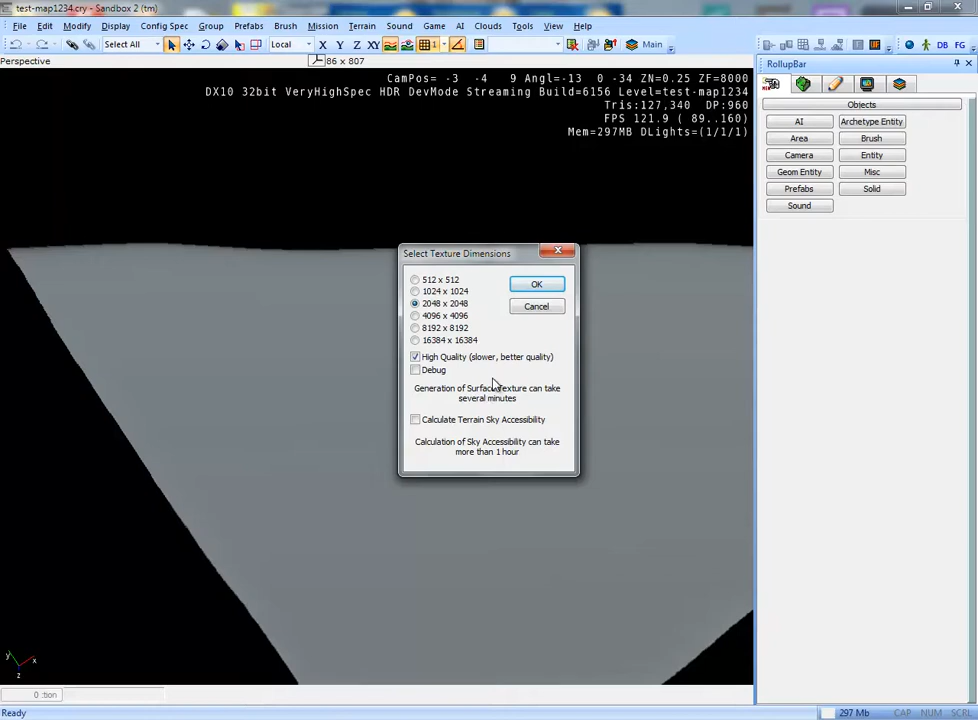 test-map1234.cry - Sandbox 2 (tm)
File Edit Modify Display Config Spec Group Prefabs Brush Mission Terrain Sound Game AI Clouds Tools View Help
Select All Local X Y Z XY 1 Main DB FG
Perspective 86 x 807
RollupBar
CamPos= -3 -4 9 Angl=-13 0 -34 ZN=0.25 ZF=8000
DX10 32bit VeryHighSpec HDR DevMode Streaming Build=6156 Level=test-map1234
Tris:127,340 DP:960
FPS 121.9 ( 89..160)
Mem=297MB DLights=(1/1/1)
Objects
AI Archetype Entity
Area Brush
Camera Entity
Geom Entity Misc
Prefabs Solid
Sound
Select Texture Dimensions
512 x 512
1024 x 1024
2048 x 2048
4096 x 4096
8192 x 8192
16384 x 16384
OK
Cancel
High Quality (slower, better quality)
Debug
Generation of Surface Texture can take
several minutes
Calculate Terrain Sky Accessibility
Calculation of Sky Accessibility can take
more than 1 hour
y x
z
0 :tion
Ready 297 Mb CAP NUM SCRL